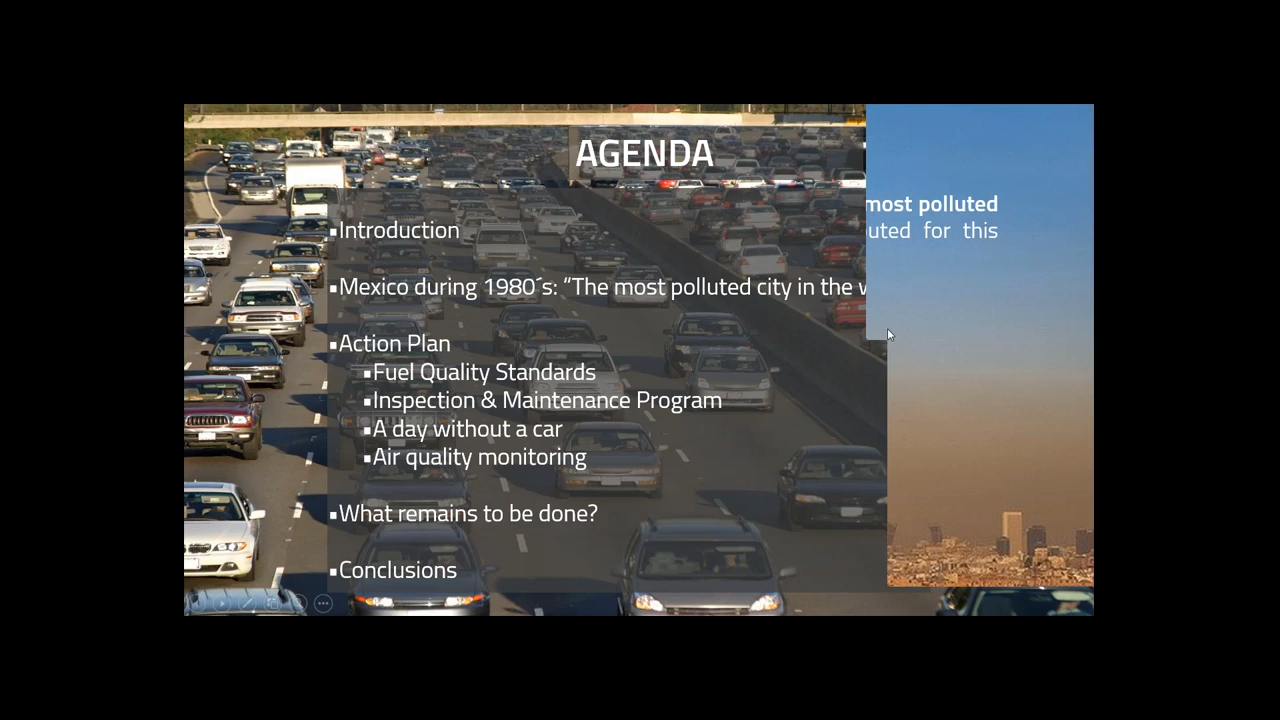 AGENDA
most polluted
▪Introduction
uted for this
▪Mexico during 1980´s: “The most polluted city in the
▪Action Plan
▪Fuel Quality Standards
▪Inspection & Maintenance Program
▪A day without a car
▪Air quality monitoring
▪What remains to be done?
▪Conclusions